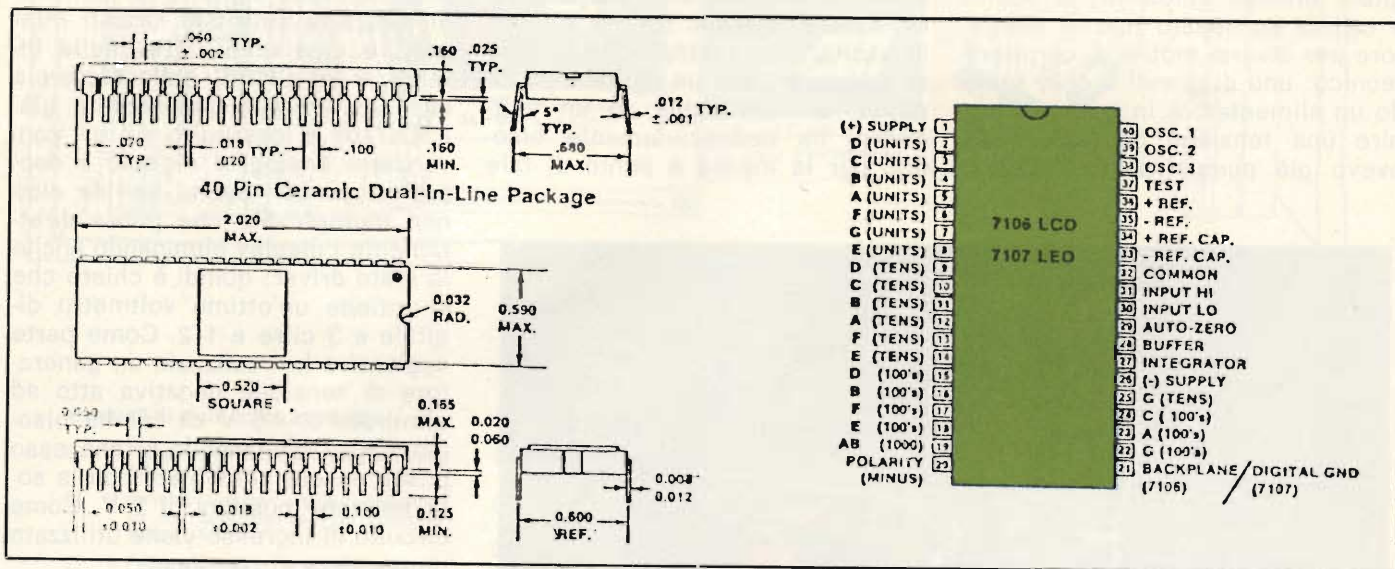 .060 TYP.
± .002
.160
MAX.
.025
TYP.
5°
TYP.
.012 TYP.
± .001
.070
TYP.
.018
.020
TYP.
.100
.160
MIN.
.680
MAX.
40 Pin Ceramic Dual-In-Line Package
2.020
MAX.
0.032
RAD.
0.590
MAX.
0.520
SQUARE
TYP.
0.165
MAX.
0.020
0.060
0.050
±0.010
0.018
±0.002
0.100
±0.010
0.125
MIN.
0.600
REF.
0.008
0.012
7106 LCD
7107 LED
(+) SUPPLY 1
D (UNITS) 2
C (UNITS) 3
B (UNITS) 4
A (UNITS) 5
F (UNITS) 6
G (UNITS) 7
E (UNITS) 8
D (TENS) 9
C (TENS) 10
B (TENS) 11
A (TENS) 12
F (TENS) 13
E (TENS) 14
D (100's) 15
B (100's) 16
F (100's) 17
E (100's) 18
AB (1000) 19
POLARITY 20
(MINUS)
40 OSC. 1
39 OSC. 2
38 OSC. 3
37 TEST
36 + REF.
35 - REF.
34 + REF. CAP.
33 - REF. CAP.
32 COMMON
31 INPUT HI
30 INPUT LO
29 AUTO-ZERO
28 BUFFER
27 INTEGRATOR
26 (-) SUPPLY
25 G (TENS)
24 C (100's)
23 A (100's)
22 G (100's)
21 BACKPLANE / DIGITAL GND
(7106) (7107)